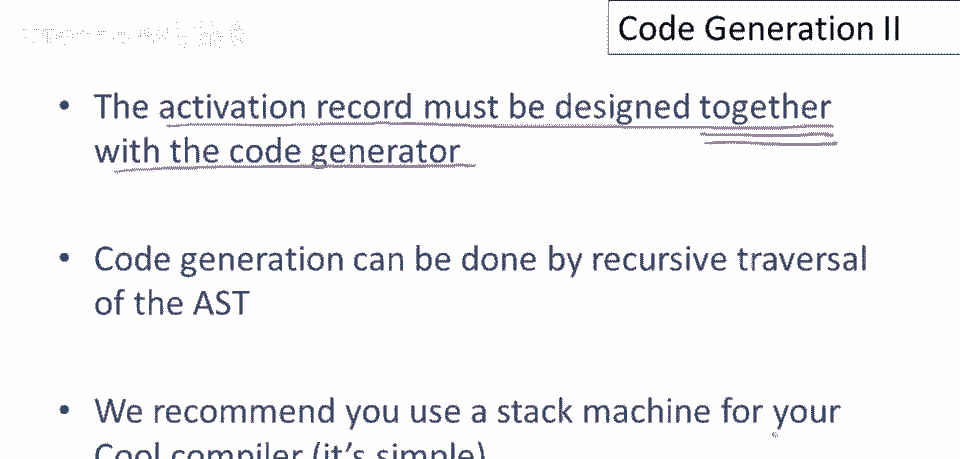 Code Generation II
• The activation record must be designed together
with the code generator
• Code generation can be done by recursive traversal
of the AST
• We recommend you use a stack machine for your
Cool compiler (it's simple)